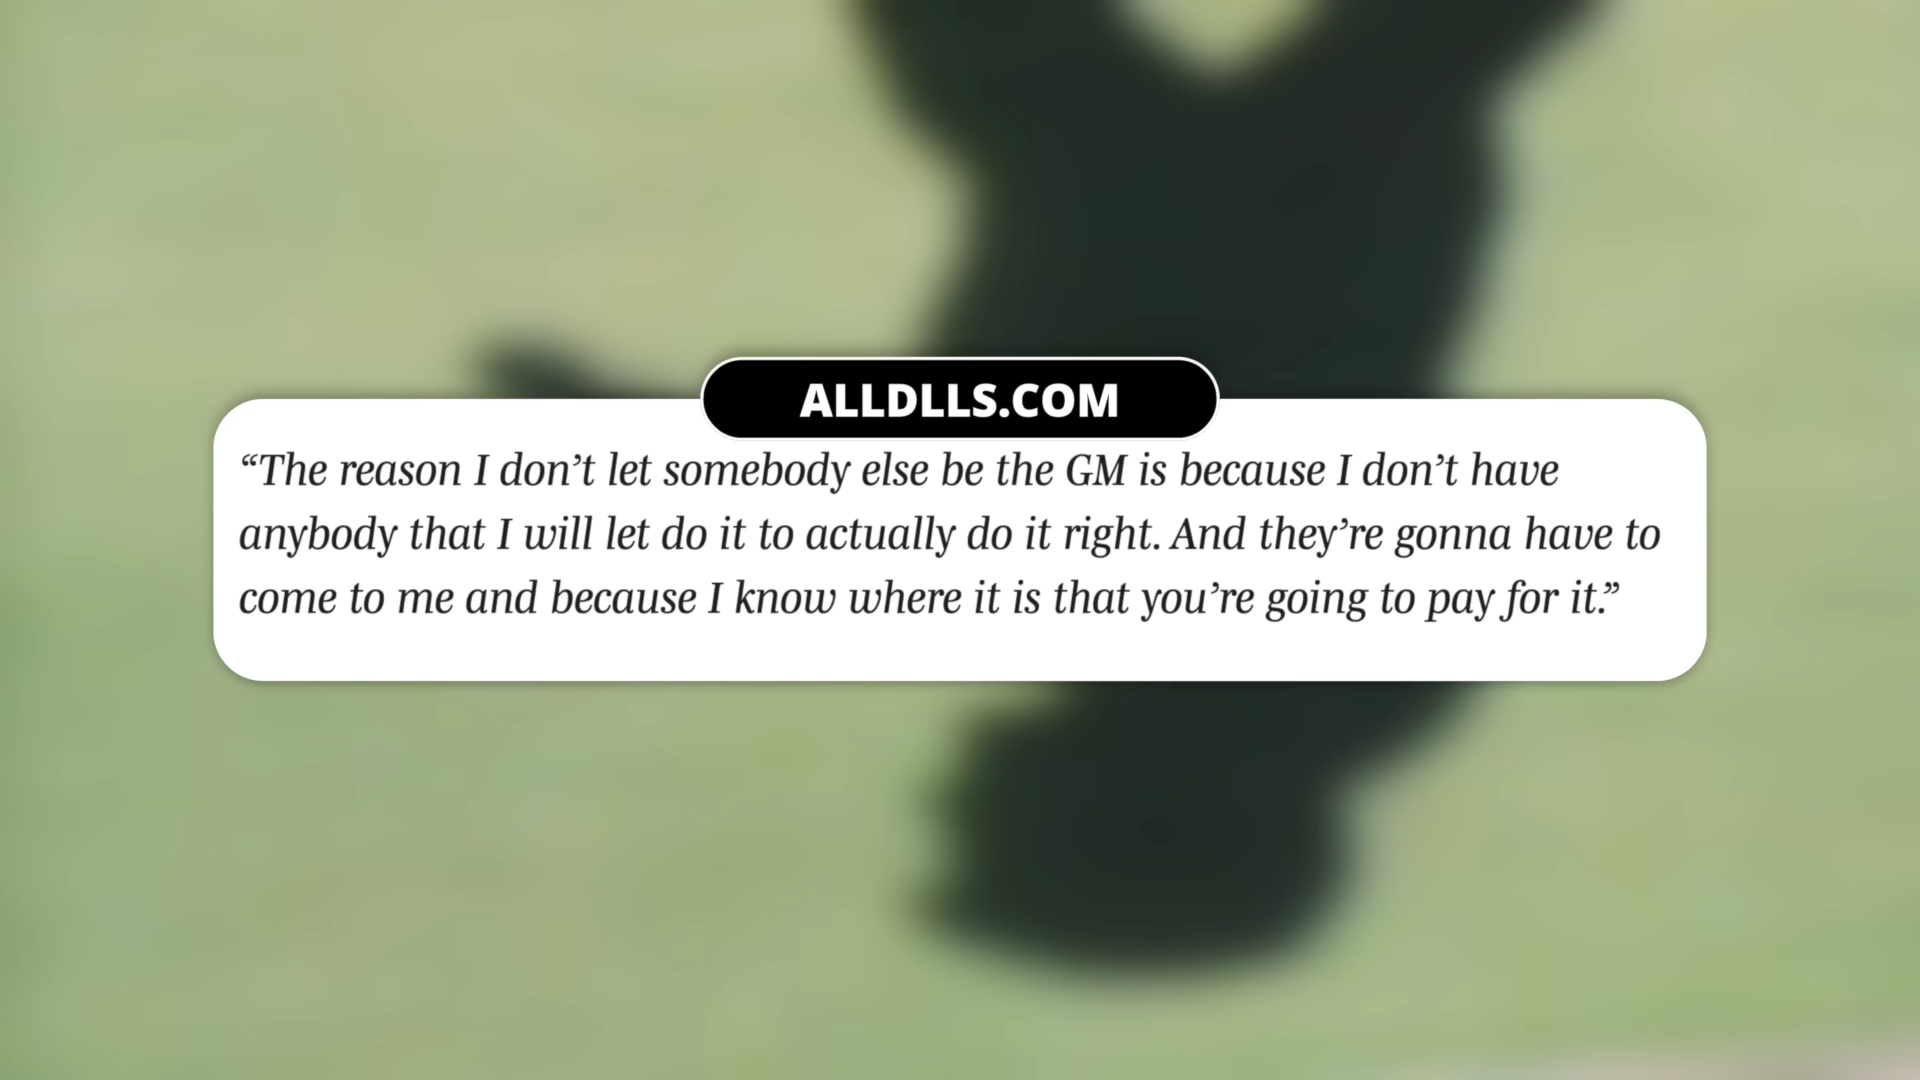 ALLDLLS.COM
“The reason I don’t let somebody else be the GM is because I don’t have
anybody that I will let do it to actually do it right. And they’re gonna have to
come to me and because I know where it is that you’re going to pay for it.”